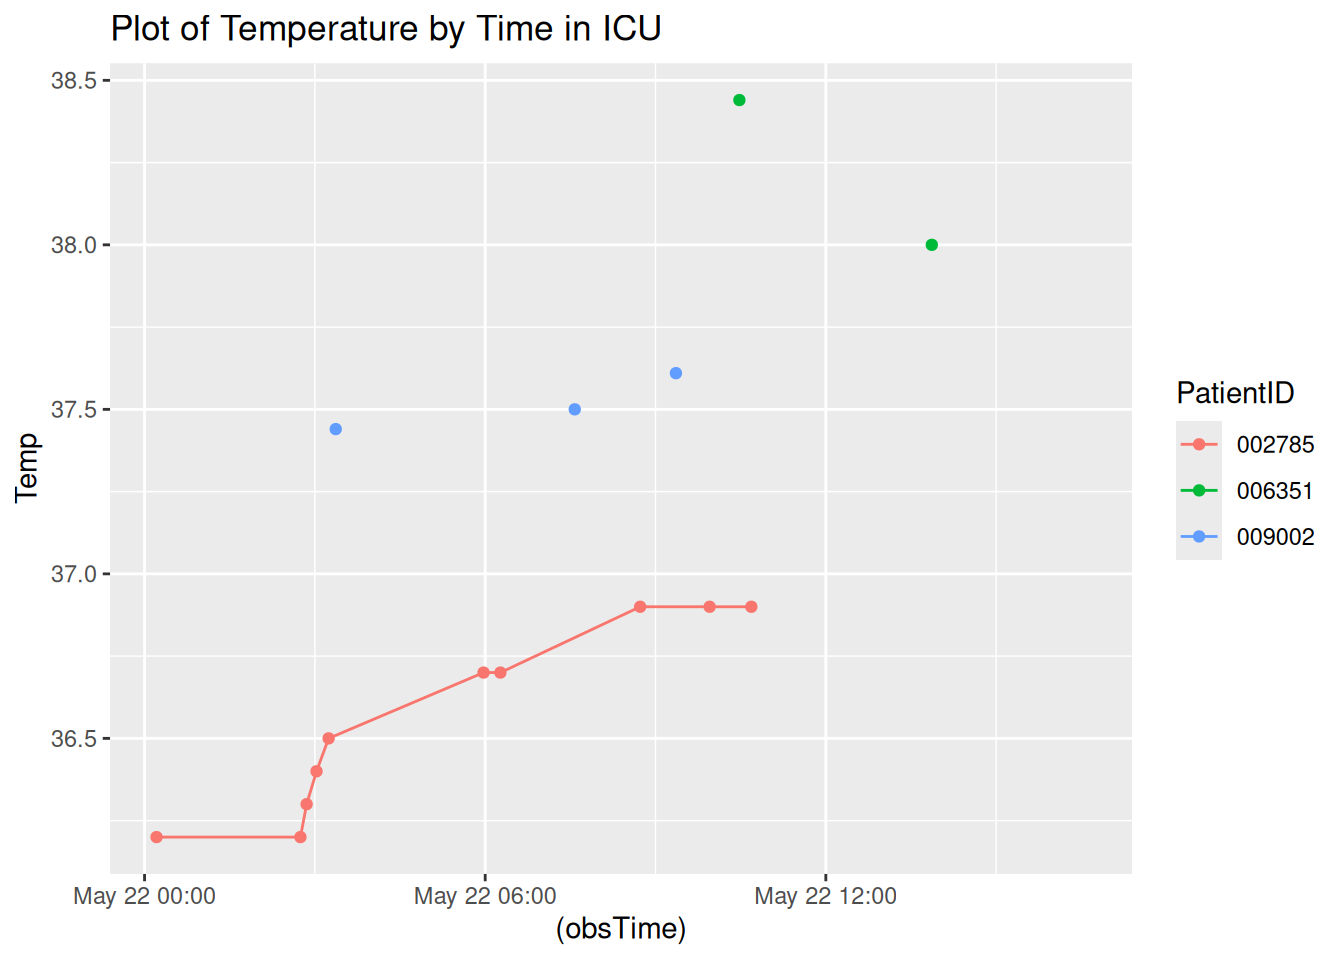 Plot of Temperature by Time in ICU
38.5
38.0
37.5
37.0
36.5
Temp
May 22 00:00
May 22 06:00
May 22 12:00
(obsTime)
PatientID
002785
006351
009002